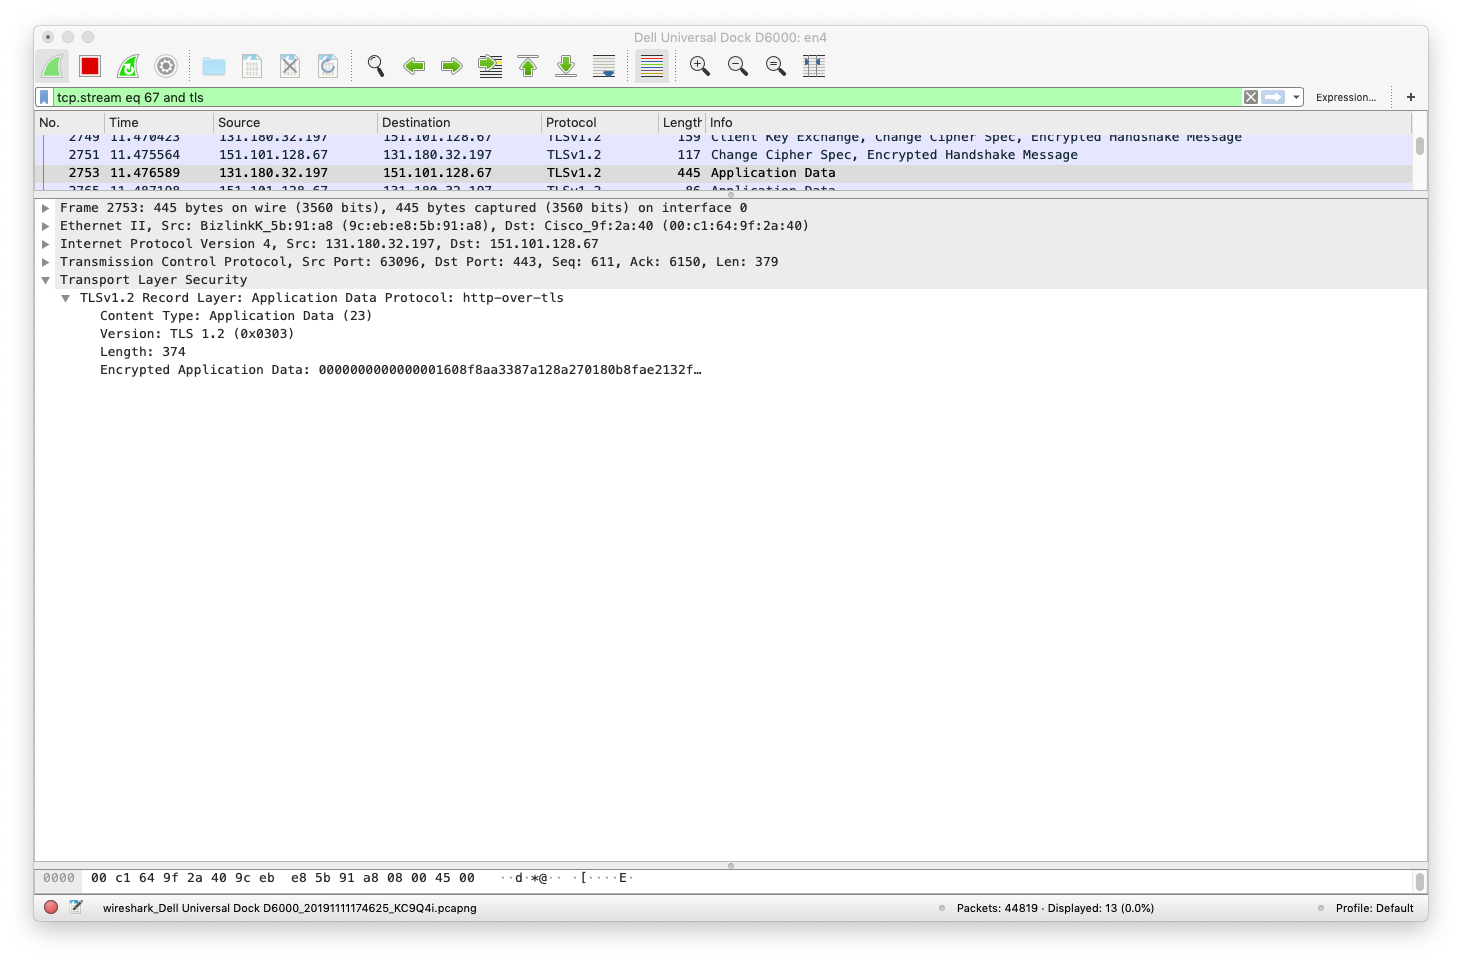 Dell Universal Dock D6000: en4
tcp.stream eq 67 and tls
Expression…
+
No. Time Source Destination Protocol Length Info
2749 11.470423 131.180.32.197 151.101.128.67 TLSv1.2 159 Client Key Exchange, Change Cipher Spec, Encrypted Handshake Message
2751 11.475564 151.101.128.67 131.180.32.197 TLSv1.2 117 Change Cipher Spec, Encrypted Handshake Message
2753 11.476589 131.180.32.197 151.101.128.67 TLSv1.2 445 Application Data
2765 11.487198 151.101.128.67 131.180.32.197 TLSv1.2 86 Application Data
Frame 2753: 445 bytes on wire (3560 bits), 445 bytes captured (3560 bits) on interface 0
Ethernet II, Src: BizlinkK_5b:91:a8 (9c:eb:e8:5b:91:a8), Dst: Cisco_9f:2a:40 (00:c1:64:9f:2a:40)
Internet Protocol Version 4, Src: 131.180.32.197, Dst: 151.101.128.67
Transmission Control Protocol, Src Port: 63096, Dst Port: 443, Seq: 611, Ack: 6150, Len: 379
Transport Layer Security
TLSv1.2 Record Layer: Application Data Protocol: http-over-tls
Content Type: Application Data (23)
Version: TLS 1.2 (0x0303)
Length: 374
Encrypted Application Data: 0000000000000001608f8aa3387a128a270180b8fae2132f…
0000 00 c1 64 9f 2a 40 9c eb e8 5b 91 a8 08 00 45 00 ··d·*@·· ·[····E·
wireshark_Dell Universal Dock D6000_20191111174625_KC9Q4i.pcapng
Packets: 44819 · Displayed: 13 (0.0%)
Profile: Default